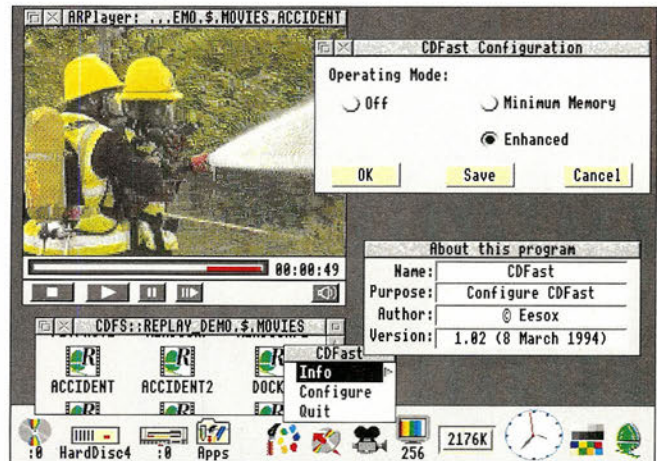 ARPlayer: ...EMO.$.MOVIES.ACCIDENT
00:00:49
CDFast Configuration
Operating Mode:
Off
Minimum Memory
Enhanced
OK
Save
Cancel
About this program
Name: CDFast
Purpose: Configure CDFast
Author: © Eesox
Version: 1.02 (8 March 1994)
CDFS::REPLAY_DEMO.$.MOVIES
ACCIDENT
ACCIDENT2
DOCK
CDFast
Info
Configure
Quit
:0
HardDisc4
:0
Apps
256
2176K